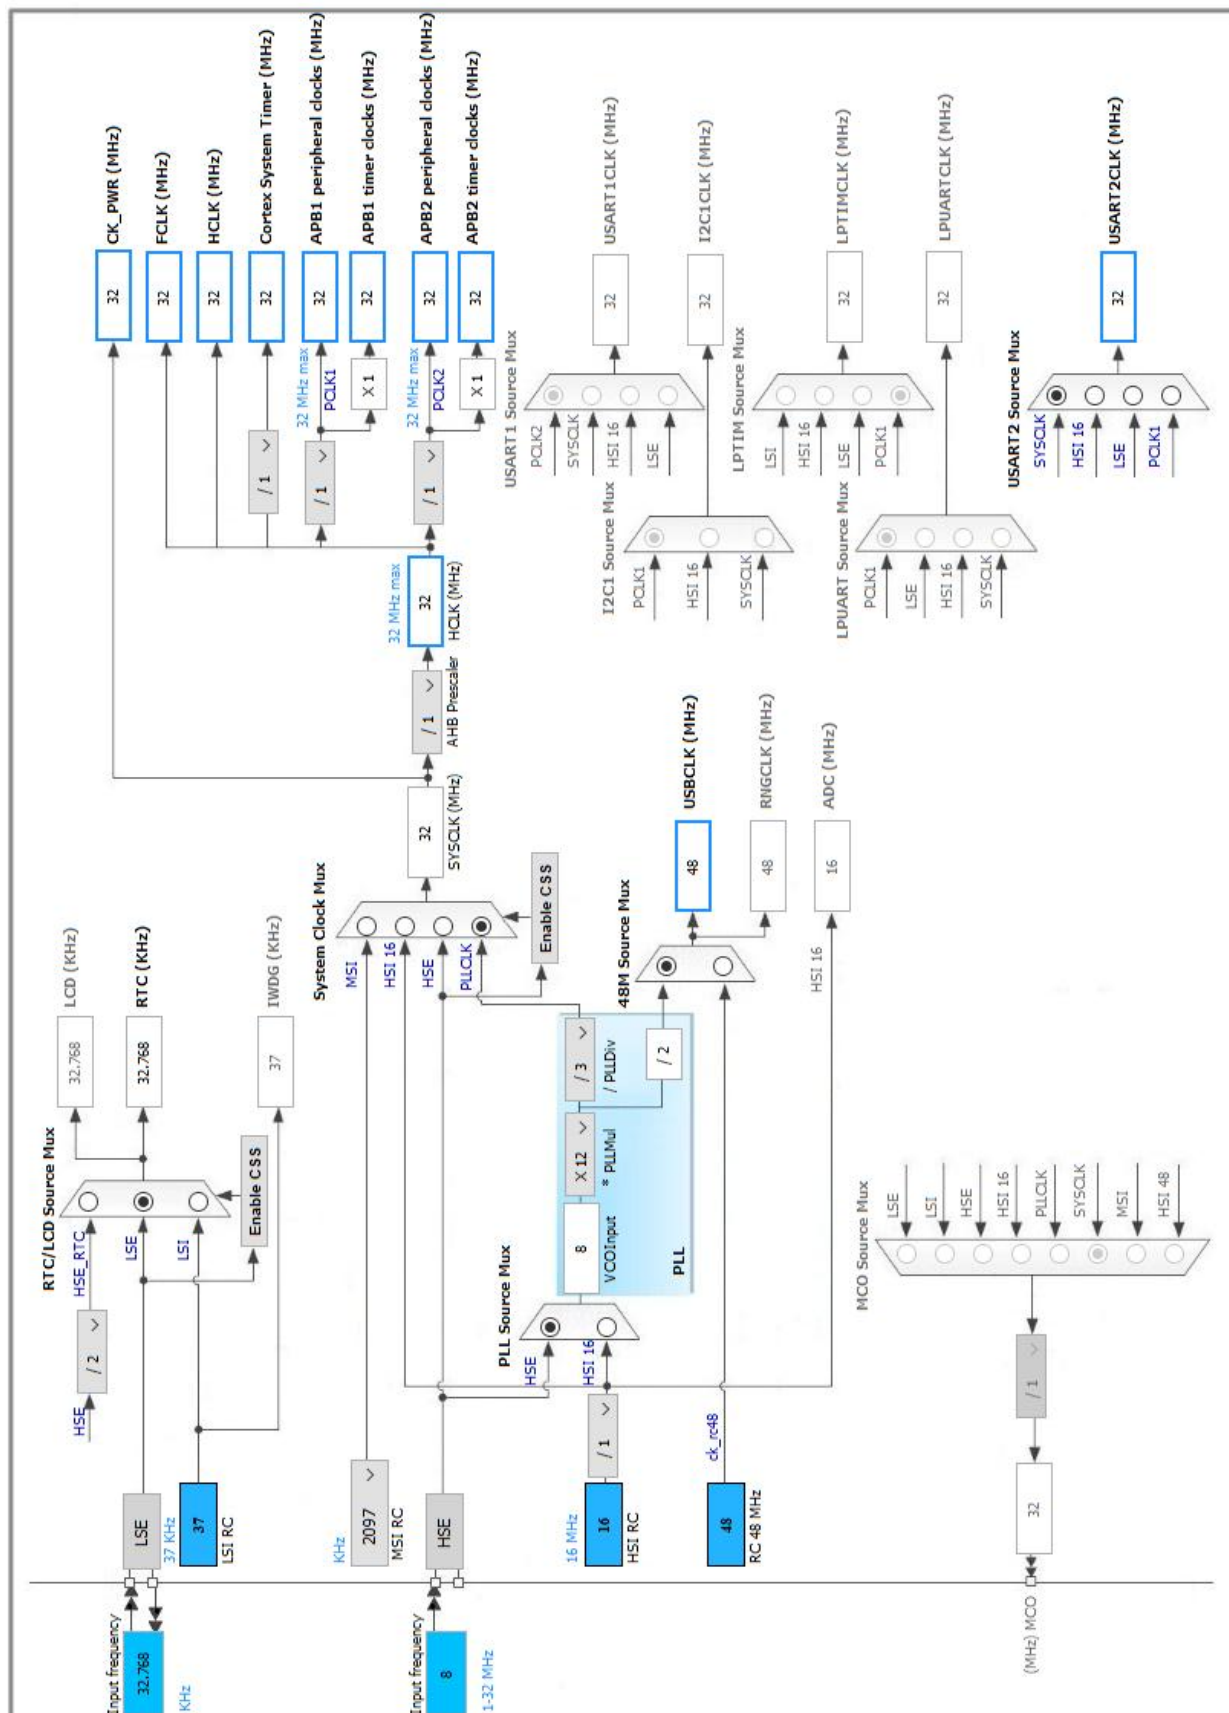 Input frequency
32.768
KHz
LSE
37 KHz
37
LSI RC
HSE
/ 2
HSE_RTC
LSE
LSI
RTC/LCD Source Mux
Enable CSS
32.768
LCD (KHz)
32.768
RTC (KHz)
37
IWDG (KHz)
KHz
2097
MSI RC
Input frequency
8
1-32 MHz
HSE
16 MHz
16
HSI RC
/ 1
48
RC 48 MHz
ck_rc48
PLL Source Mux
HSE
HSI 16
8
VCOInput
X 12
* PLLMul
/ 3
/ PLLDiv
/ 2
PLL
System Clock Mux
MSI
HSI 16
HSE
PLLCLK
Enable CSS
48M Source Mux
48
USBCLK (MHz)
48
RNGCLK (MHz)
HSI 16
16
ADC (MHz)
32
SYSCLK (MHz)
/ 1
AHB Prescaler
32 MHz max
32
HCLK (MHz)
/ 1
/ 1
/ 1
32 MHz max
PCLK1
X 1
32 MHz max
PCLK2
X 1
32
CK_PWR (MHz)
32
FCLK (MHz)
32
HCLK (MHz)
32
Cortex System Timer (MHz)
32
APB1 peripheral clocks (MHz)
32
APB1 timer clocks (MHz)
32
APB2 peripheral clocks (MHz)
32
APB2 timer clocks (MHz)
USART1 Source Mux
PCLK2
SYSCLK
HSI 16
LSE
32
USART1CLK (MHz)
I2C1 Source Mux
PCLK1
HSI 16
SYSCLK
32
I2C1CLK (MHz)
LPTIM Source Mux
LSI
HSI 16
LSE
PCLK1
32
LPTIMCLK (MHz)
LPUART Source Mux
PCLK1
LSE
HSI 16
SYSCLK
32
LPUARTCLK (MHz)
USART2 Source Mux
SYSCLK
HSI 16
LSE
PCLK1
32
USART2CLK (MHz)
MCO Source Mux
LSE
LSI
HSE
HSI 16
PLLCLK
SYSCLK
MSI
HSI 48
/ 1
32
(MHz) MCO